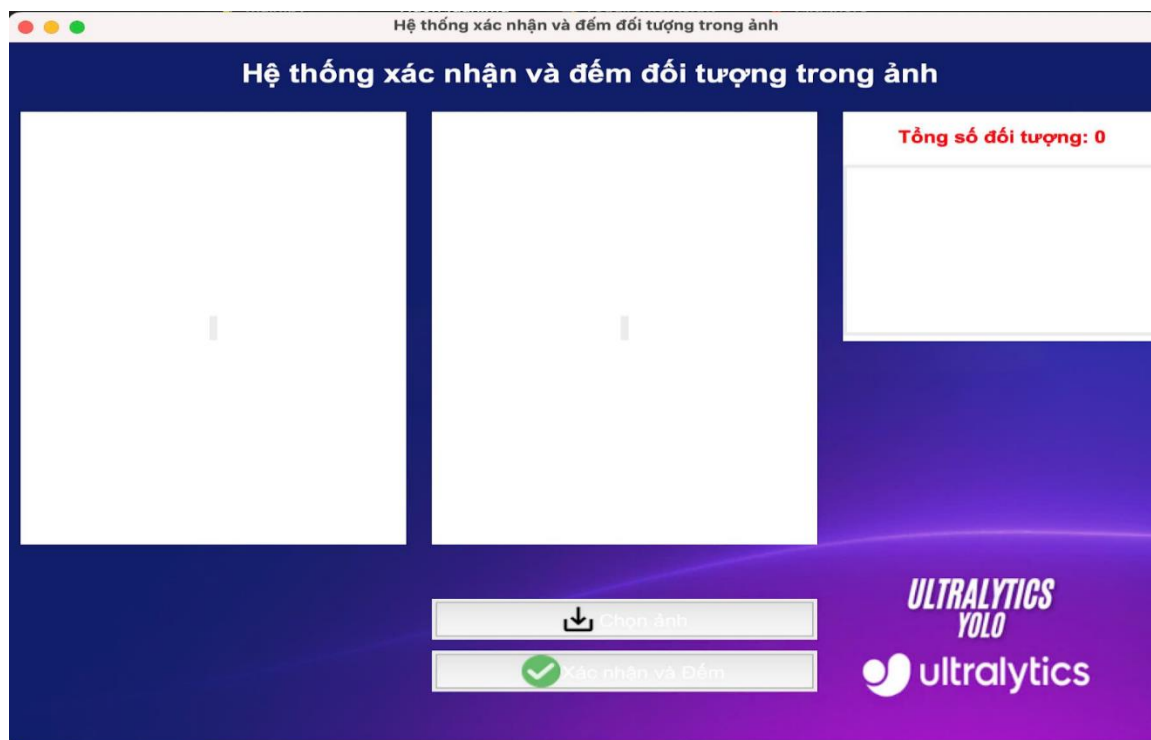 Hệ thống xác nhận và đếm đối tượng trong ảnh
Hệ thống xác nhận và đếm đối tượng trong ảnh
Tổng số đối tượng: 0
Chọn ảnh
Xác nhận và Đếm
ULTRALYTICS
YOLO
ultralytics